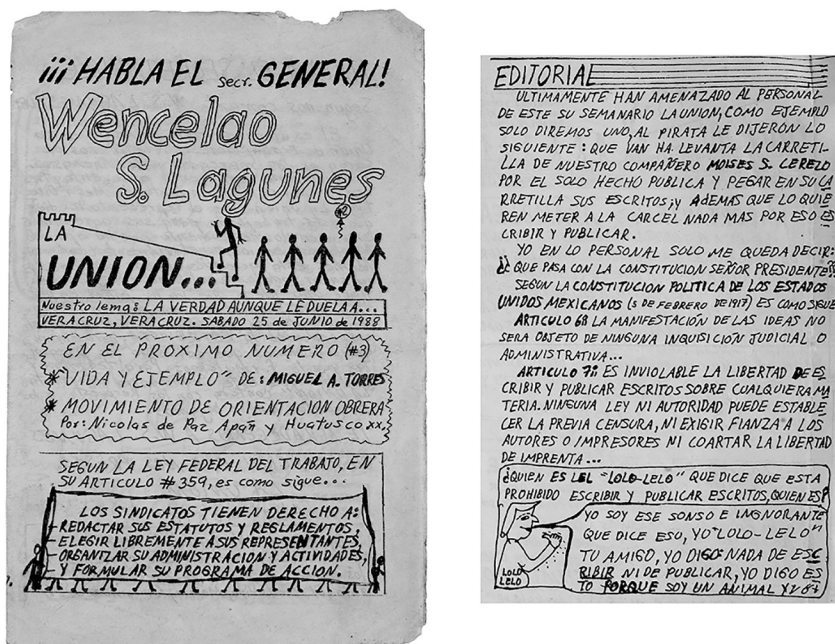 ¡¡¡HABLA EL secr. GENERAL!
Wencelao
S. Lagunes
#2
LA
UNION...
Nuestro lema: LA VERDAD AUNQUE LE DUELA A...
VERACRUZ, VERACRUZ. SABADO 25 de JUNIO de 1988
EN EL PROXIMO NUMERO (#3)
*"VIDA Y EJEMPLO" DE: MIGUEL A. TORRES
*MOVIMIENTO DE ORIENTACION OBRERA
Por: Nicolas de Paz Apan y Huatusco xx,
SEGUN LA LEY FEDERAL DEL TRABAJO, EN
SU ARTICULO # 359, es como sigue...
LOS SINDICATOS TIENEN DERECHO A:
-REDACTAR SUS ESTATUTOS Y REGLAMENTOS,
-ELEGIR LIBREMENTE A SUS REPRESENTANTES,
-ORGANIZAR SU ADMINISTRACION Y ACTIVIDADES,
-Y FORMULAR SU PROGRAMA DE ACCION.
EDITORIAL
ULTIMAMENTE HAN AMENAZADO AL PERSONAL
DE ESTE SU SEMANARIO LA UNION, COMO EJEMPLO
SOLO DIREMOS UNO, AL PIRATA LE DIJERON LO
SIGUIENTE: QUE VAN HA LEVANTA LA CARRETI-
LLA DE NUESTRO COMPAÑERO MOISES S. CEREZO
POR EL SOLO HECHO PUBLICA Y PEGAR EN SU CA
RRETILLA SUS ESCRITOS; Y ADEMAS QUE LO QUIE
REN METER A LA CARCEL NADA MAS POR ESO ES
CRIBIR Y PUBLICAR.
YO EN LO PERSONAL SOLO ME QUEDA DECIR:
¿¿ QUE PASA CON LA CONSTITUCION SEÑOR PRESIDENTE??
SEGUN LA CONSTITUCION POLITICA DE LOS ESTADOS
UNIDOS MEXICANOS (5 DE FEBRERO DE 1917) ES COMO SIGUE
ARTICULO 6º LA MANIFESTACIÓN DE LAS IDEAS NO
SERA OBJETO DE NINGUNA INQUISICIÓN JUDICIAL O
ADMINISTRATIVA...
ARTICULO 7º: ES INVIOLABLE LA LIBERTAD DE ES
CRIBIR Y PUBLICAR ESCRITOS SOBRE CUALQUIERA MA
TERIA. NINGUNA LEY NI AUTORIDAD PUEDE ESTABLE
CER LA PREVIA CENSURA, NI EXIGIR FIANZA A LOS
AUTORES O IMPRESORES NI COARTAR LA LIBERTAD
DE IMPRENTA...
¿QUIEN ES LEL "LOLO-LELO" QUE DICE QUE ESTA
PROHIBIDO ESCRIBIR Y PUBLICAR ESCRITOS, QUIEN ES?
YO SOY ESE SONSO E INGNORANTE
QUE DICE ESO, YO "LOLO-LELO"
TU AMIGO, YO DIGO NADA DE ESC
RIBIR NI DE PUBLICAR, YO DIGO ES
TO PORQUE SOY UN ANIMAL
LOLO
LELO